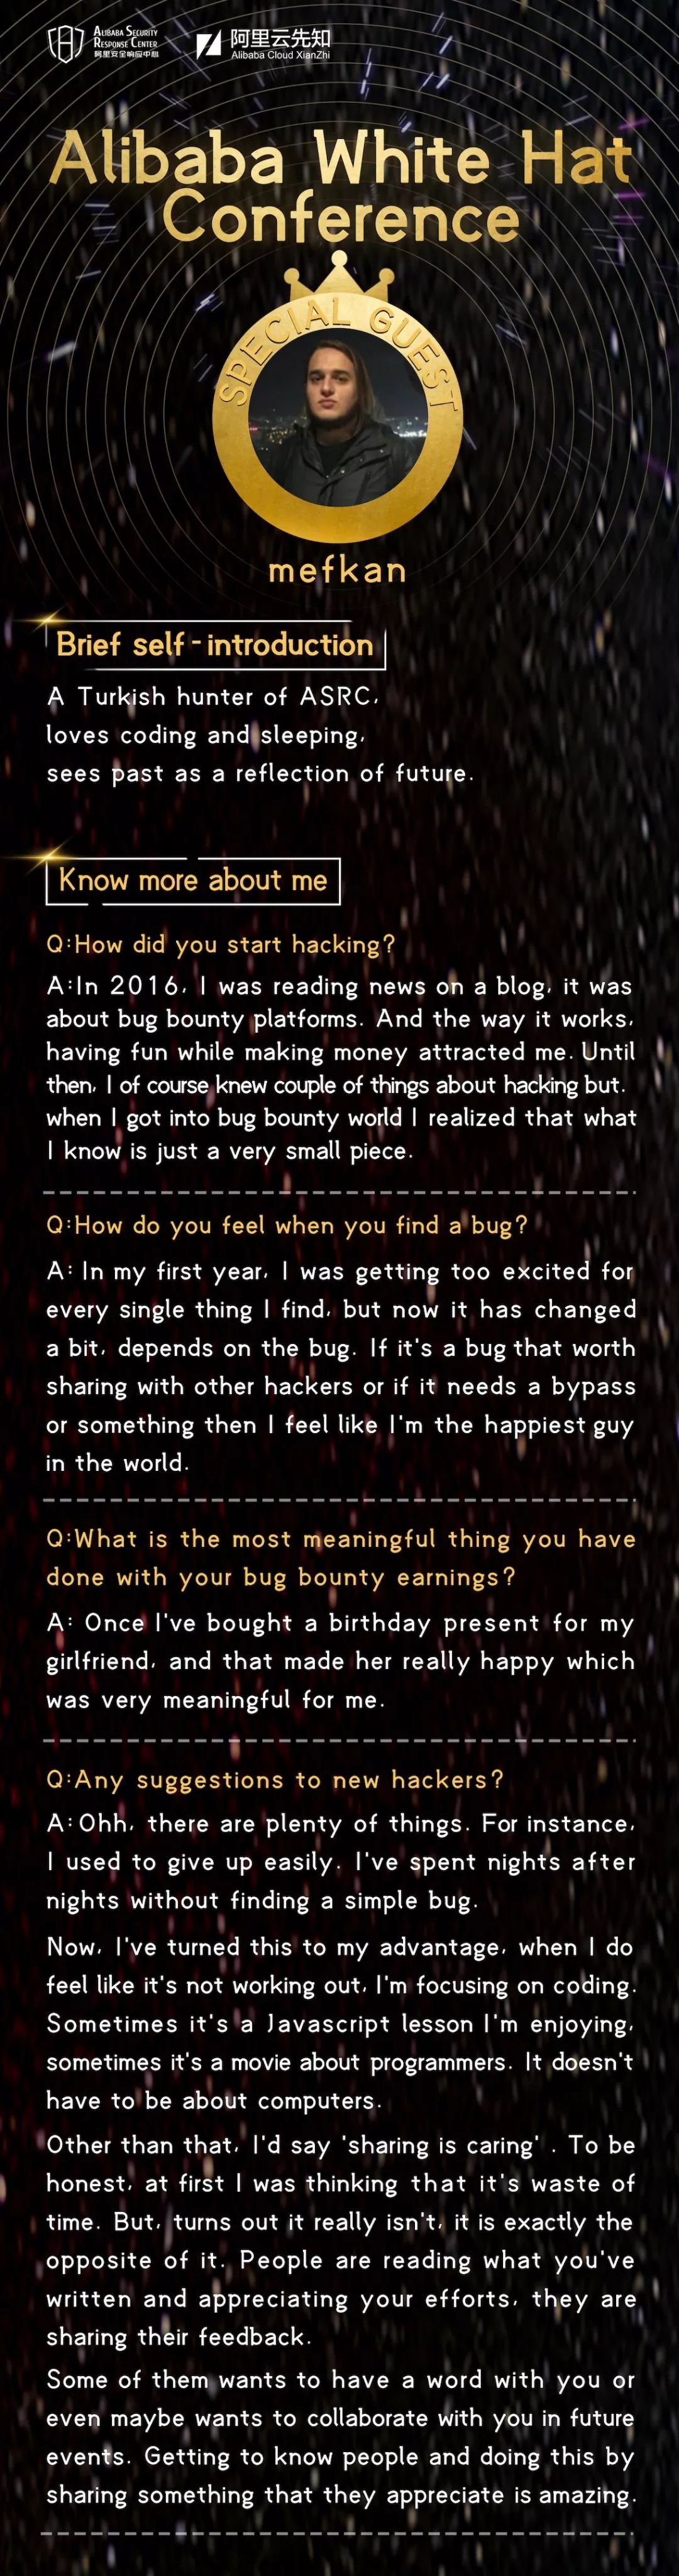 ALIBABA SECURITY
RESPONSE CENTER
阿里安全响应中心
阿里云先知
Alibaba Cloud XianZhi
Alibaba White Hat
Conference
SPECIAL GUEST
mefkan
Brief self-introduction
A Turkish hunter of ASRC,
loves coding and sleeping,
sees past as a reflection of future.
Know more about me
Q:How did you start hacking?
A:In 2016, I was reading news on a blog, it was
about bug bounty platforms. And the way it works,
having fun while making money attracted me. Until
then, I of course knew couple of things about hacking but.
when I got into bug bounty world I realized that what
I know is just a very small piece.
Q:How do you feel when you find a bug?
A: In my first year, I was getting too excited for
every single thing I find, but now it has changed
a bit, depends on the bug. If it's a bug that worth
sharing with other hackers or if it needs a bypass
or something then I feel like I'm the happiest guy
in the world.
Q:What is the most meaningful thing you have
done with your bug bounty earnings?
A: Once I've bought a birthday present for my
girlfriend, and that made her really happy which
was very meaningful for me.
Q:Any suggestions to new hackers?
A:Ohh, there are plenty of things. For instance,
I used to give up easily. I've spent nights after
nights without finding a simple bug.
Now, I've turned this to my advantage, when I do
feel like it's not working out, I'm focusing on coding.
Sometimes it's a Javascript lesson I'm enjoying,
sometimes it's a movie about programmers. It doesn't
have to be about computers.
Other than that, I'd say 'sharing is caring' . To be
honest, at first I was thinking that it's waste of
time. But, turns out it really isn't, it is exactly the
opposite of it. People are reading what you've
written and appreciating your efforts, they are
sharing their feedback.
Some of them wants to have a word with you or
even maybe wants to collaborate with you in future
events. Getting to know people and doing this by
sharing something that they appreciate is amazing.